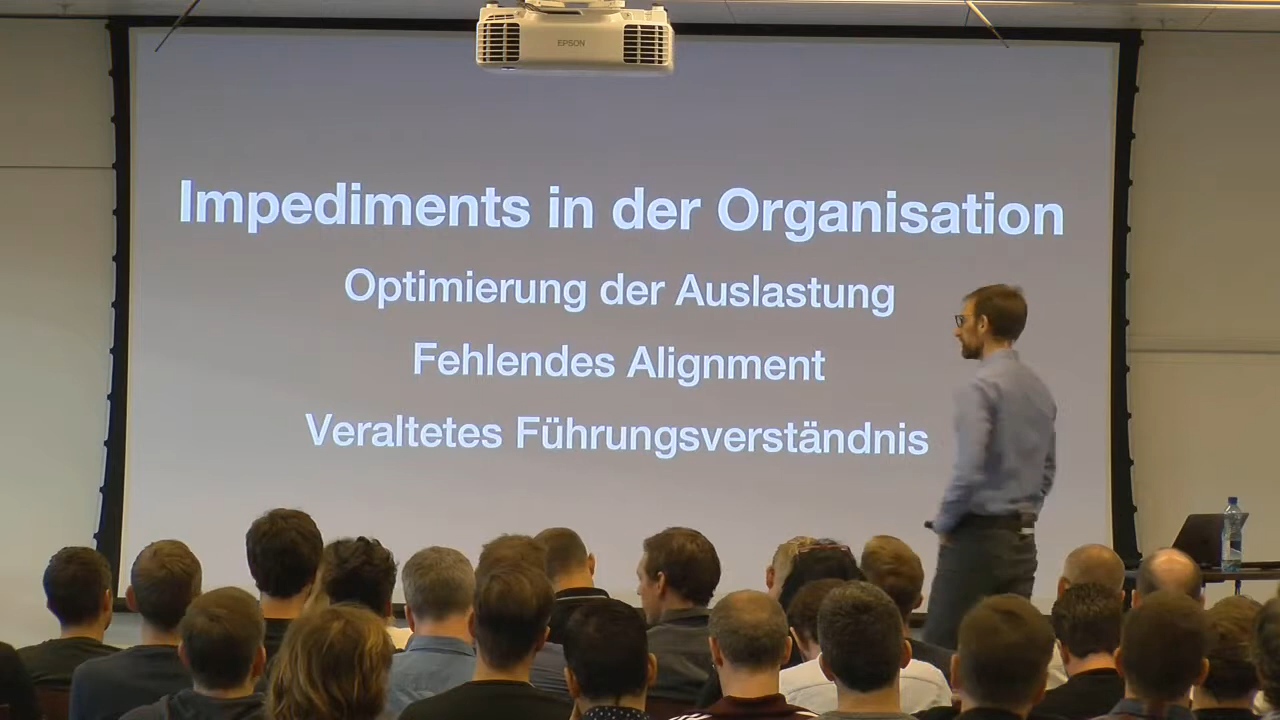 EPSON
Impediments in der Organisation
Optimierung der Auslastung
Fehlendes Alignment
Veraltetes Führungsverständnis